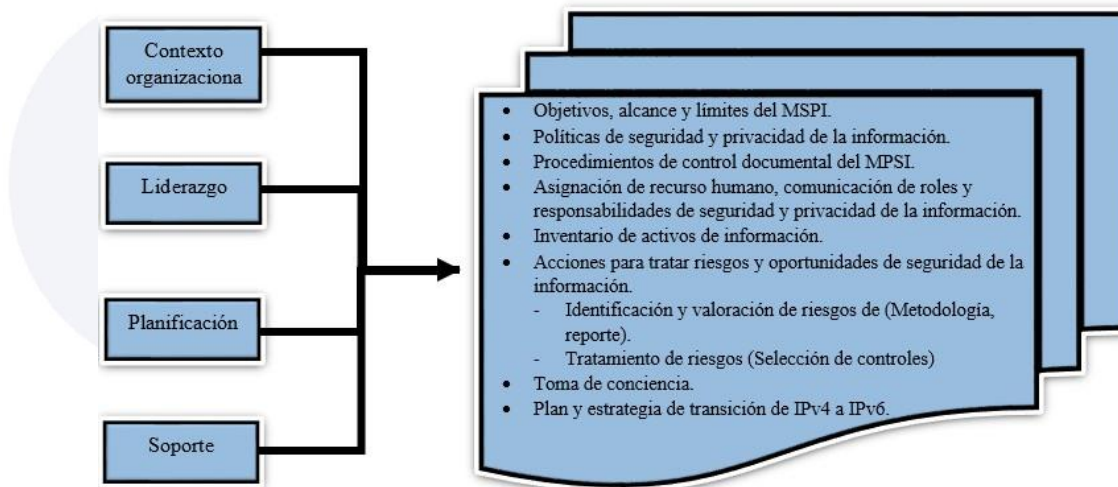 Contexto
organizaciona
Liderazgo
Planificación
Soporte
• Objetivos, alcance y límites del MSPI.
• Políticas de seguridad y privacidad de la información.
• Procedimientos de control documental del MPSI.
• Asignación de recurso humano, comunicación de roles y
responsabilidades de seguridad y privacidad de la información.
• Inventario de activos de información.
• Acciones para tratar riesgos y oportunidades de seguridad de la
información.
- Identificación y valoración de riesgos de (Metodología,
reporte).
- Tratamiento de riesgos (Selección de controles)
• Toma de conciencia.
• Plan y estrategia de transición de IPv4 a IPv6.